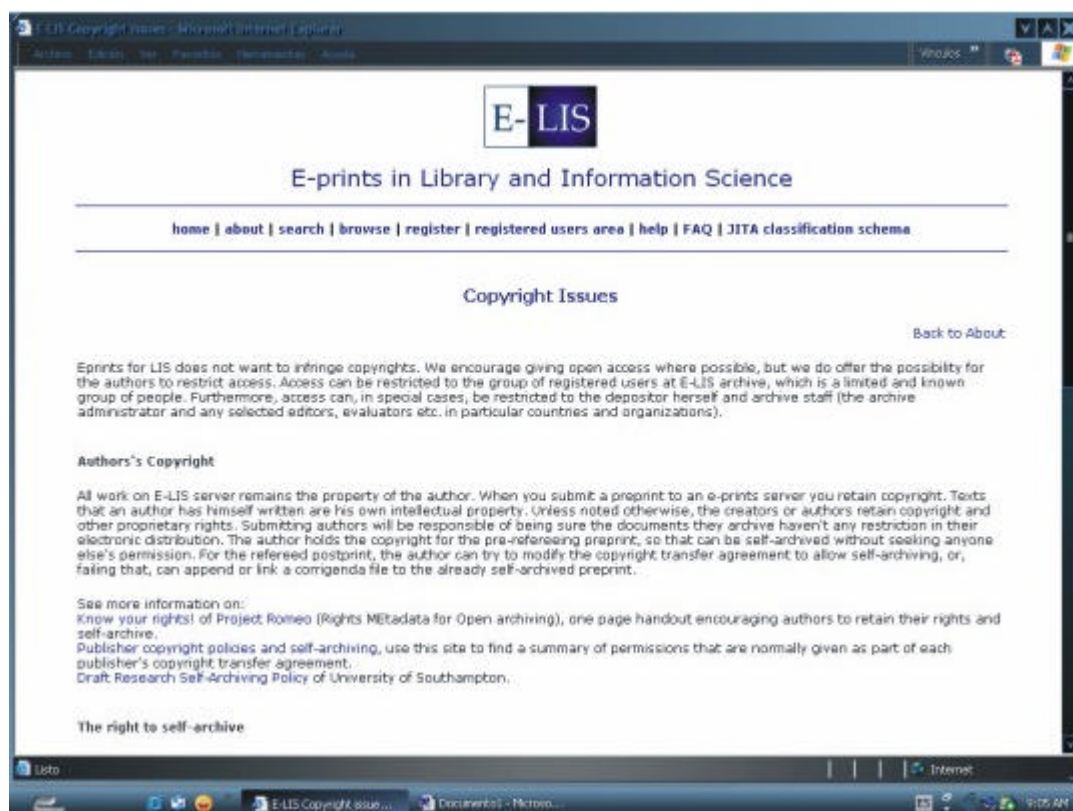 E-LIS Copyright Issues - Microsoft Internet Explorer
Archivo Edición Ver Favoritos Herramientas Ayuda
Vínculos »
E-LIS
E-prints in Library and Information Science
home | about | search | browse | register | registered users area | help | FAQ | JITA classification schema
Copyright Issues
Back to About
Eprints for LIS does not want to infringe copyrights. We encourage giving open access where possible, but we do offer the possibility for
the authors to restrict access. Access can be restricted to the group of registered users at E-LIS archive, which is a limited and known
group of people. Furthermore, access can, in special cases, be restricted to the depositor herself and archive staff (the archive
administrator and any selected editors, evaluators etc. in particular countries and organizations).
Authors's Copyright
All work on E-LIS server remains the property of the author. When you submit a preprint to an e-prints server you retain copyright. Texts
that an author has himself written are his own intellectual property. Unless noted otherwise, the creators or authors retain copyright and
other proprietary rights. Submitting authors will be responsible of being sure the documents they archive haven't any restriction in their
electronic distribution. The author holds the copyright for the pre-refereeing preprint, so that can be self-archived without seeking anyone
else's permission. For the refereed postprint, the author can try to modify the copyright transfer agreement to allow self-archiving, or,
failing that, can append or link a corrigenda file to the already self-archived preprint.
See more information on:
Know your rights! of Project Romeo (Rights MEtadata for Open archiving), one page handout encouraging authors to retain their rights and
self-archive.
Publisher copyright policies and self-archiving, use this site to find a summary of permissions that are normally given as part of each
publisher's copyright transfer agreement.
Draft Research Self-Archiving Policy of University of Southampton.
The right to self-archive
Listo
Internet
E-LIS Copyright issue...
Documento1 - Microso...
9:05 AM